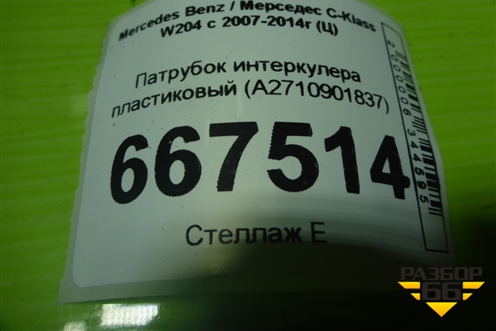 Mercedes Benz / Мерседес C-Klass
W204 с 2007-2014г (Ц)
Патрубок интеркулера
пластиковый (A2710901837)
667514
Стеллаж Е
РАЗБОР
66